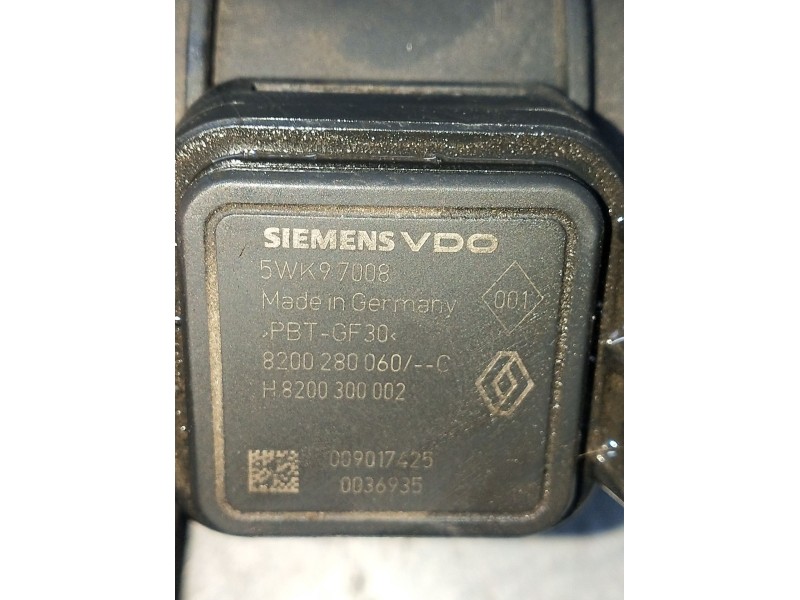 SIEMENS VDO
5WK9 7008
Made in Germany
001
>PBT-GF30<
8200 280 060/--C
H 8200 300 002
009017425
0036935